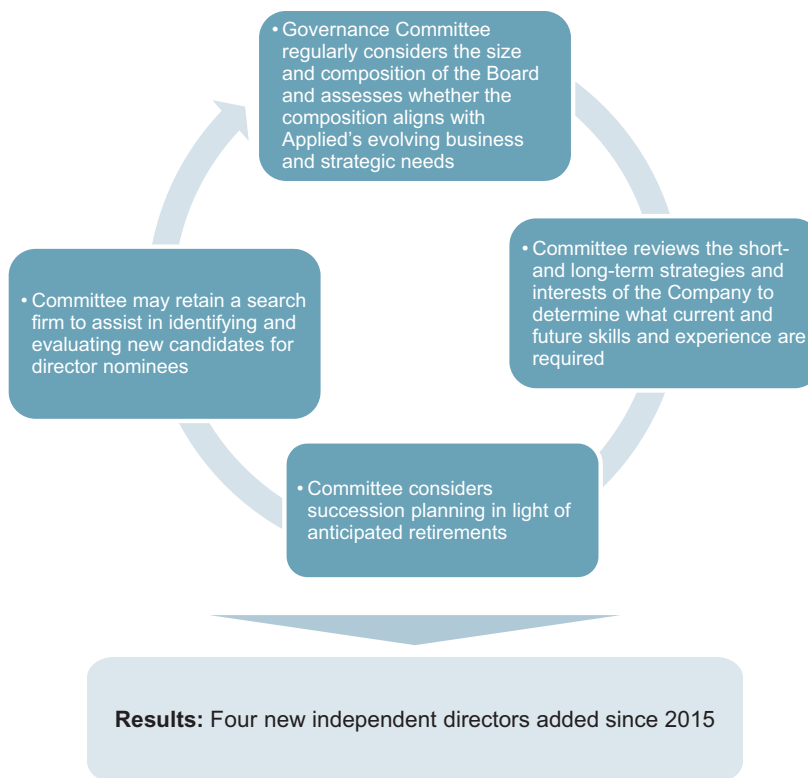 • Governance Committee
regularly considers the size
and composition of the Board
and assesses whether the
composition aligns with
Applied's evolving business
and strategic needs
• Committee reviews the short-
and long-term strategies and
interests of the Company to
determine what current and
future skills and experience are
required
• Committee considers
succession planning in light of
anticipated retirements
• Committee may retain a search
firm to assist in identifying and
evaluating new candidates for
director nominees
Results: Four new independent directors added since 2015